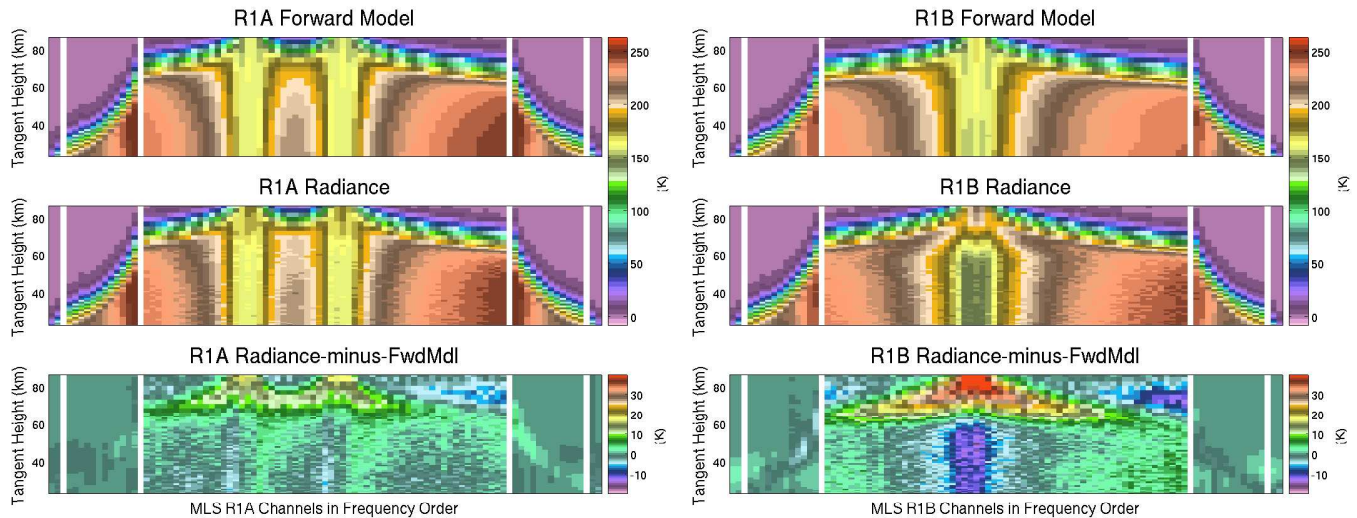 R1A Forward Model
Tangent Height (km)
80
60
40
250
200
150
100
50
0
(K)
R1A Radiance
Tangent Height (km)
80
60
40
R1A Radiance-minus-FwdMdl
Tangent Height (km)
80
60
40
30
20
10
0
-10
(K)
MLS R1A Channels in Frequency Order
R1B Forward Model
Tangent Height (km)
80
60
40
250
200
150
100
50
0
(K)
R1B Radiance
Tangent Height (km)
80
60
40
R1B Radiance-minus-FwdMdl
Tangent Height (km)
80
60
40
30
20
10
0
-10
(K)
MLS R1B Channels in Frequency Order